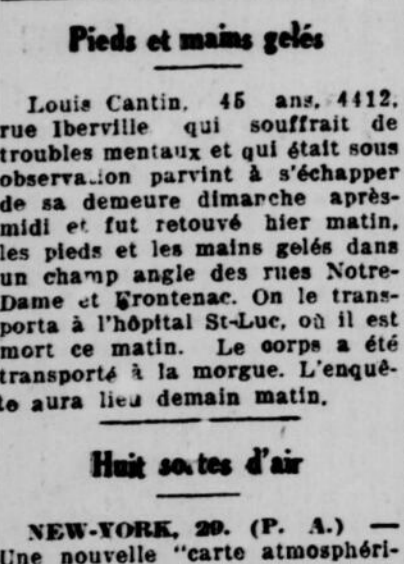 Pieds et mains gelés
Louis Cantin, 45 ans, 4412,
rue Iberville qui souffrait de
troubles mentaux et qui était sous
observation parvint à s'échapper
de sa demeure dimarche après-
midi et fut retouvé hier matin,
les pieds et les mains gelés dans
un champ angle des rues Notre-
Dame et Frontenac. On le trans-
porta à l'hôpital St-Luc, où il est
mort ce matin. Le corps a été
transporté à la morgue. L'enquê-
te aura lieu demain matin.
Huit sortes d'air
NEW-YORK, 20. (P. A.) —
Une nouvelle "carte atmosphéri-